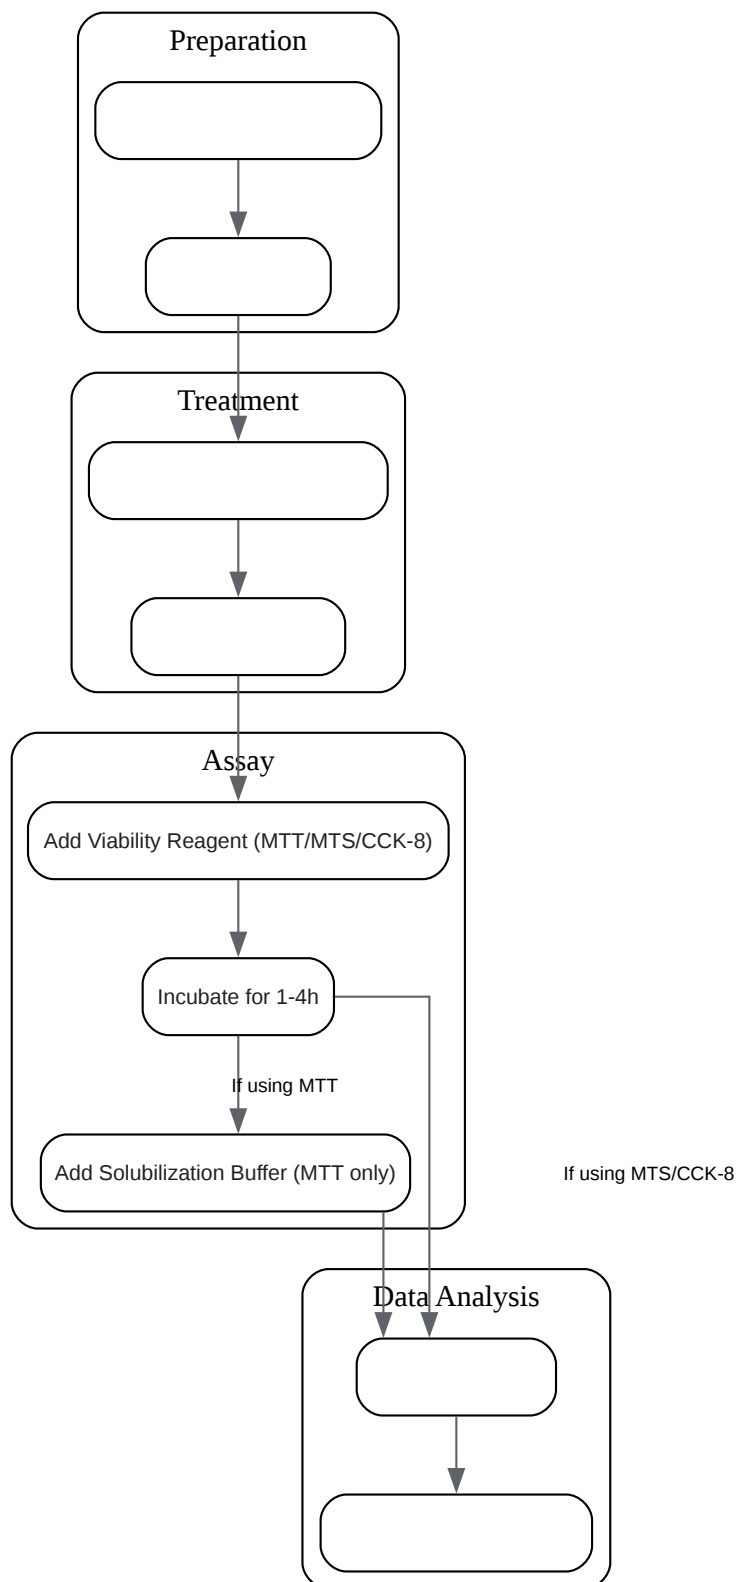 Preparation
Treatment
Assay
Add Viability Reagent (MTT/MTS/CCK-8)
Incubate for 1-4h
If using MTT
Add Solubilization Buffer (MTT only)
If using MTS/CCK-8
Data Analysis